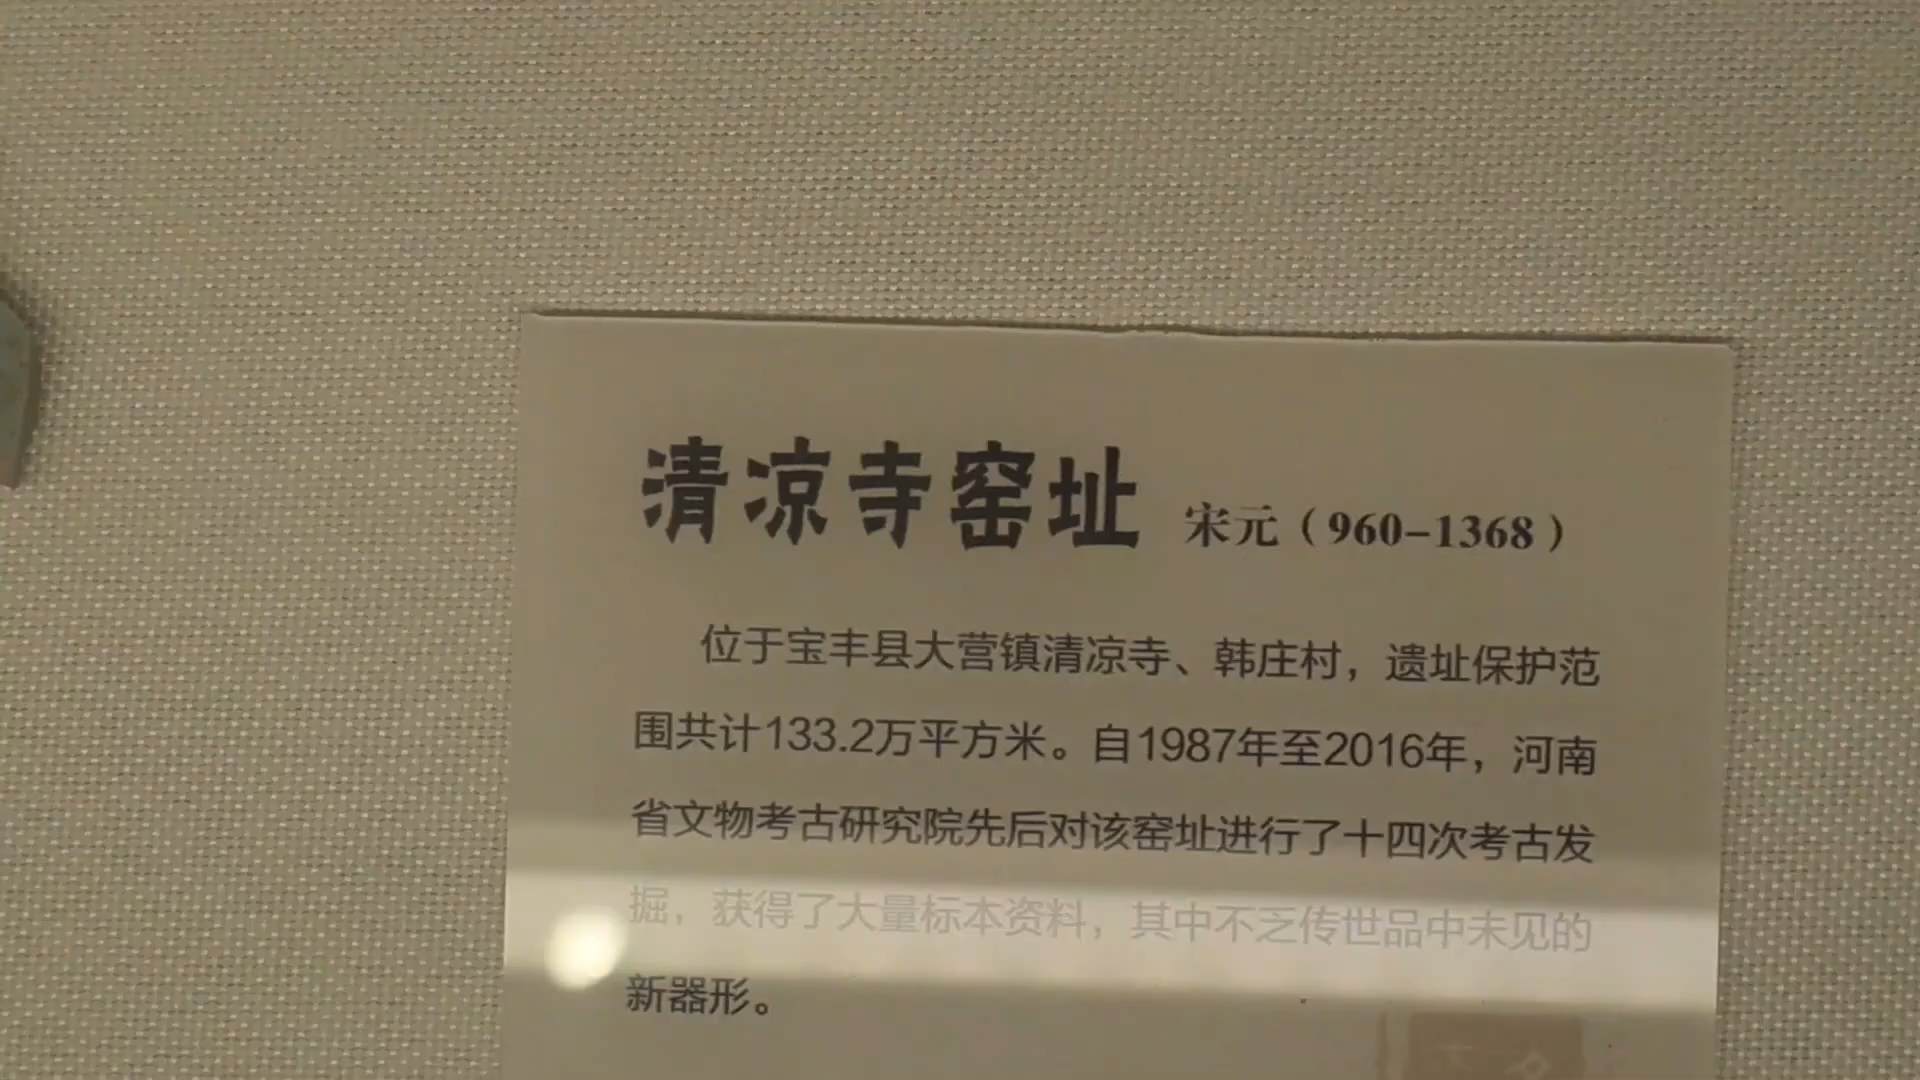 清凉寺窑址 宋元（960-1368）
位于宝丰县大营镇清凉寺、韩庄村，遗址保护范
围共计133.2万平方米。自1987年至2016年，河南
省文物考古研究院先后对该窑址进行了十四次考古发
掘，获得了大量标本资料，其中不乏传世品中未见的
新器形。